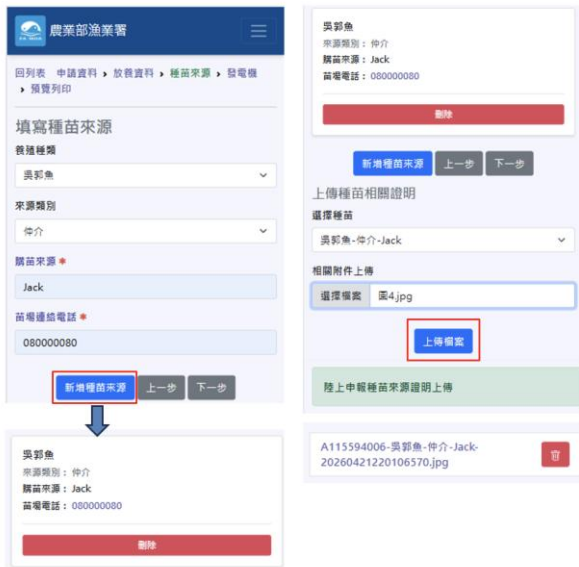 農業部漁業署
回列表 申請資料 › 放養資料 › 種苗來源 › 發電機
› 預覽列印
填寫種苗來源
養殖種類
吳郭魚
來源類別
仲介
購苗來源 *
Jack
苗場連絡電話 *
080000080
新增種苗來源 上一步 下一步
吳郭魚
來源類別： 仲介
購苗來源： Jack
苗場電話： 080000080
刪除
吳郭魚
來源類別： 仲介
購苗來源： Jack
苗場電話： 080000080
刪除
新增種苗來源 上一步 下一步
上傳種苗相關證明
選擇種苗
吳郭魚-仲介-Jack
相關附件上傳
選擇檔案 圖4.jpg
上傳檔案
陸上申報種苗來源證明上傳
A115594006-吳郭魚-仲介-Jack-
20260421220106570.jpg